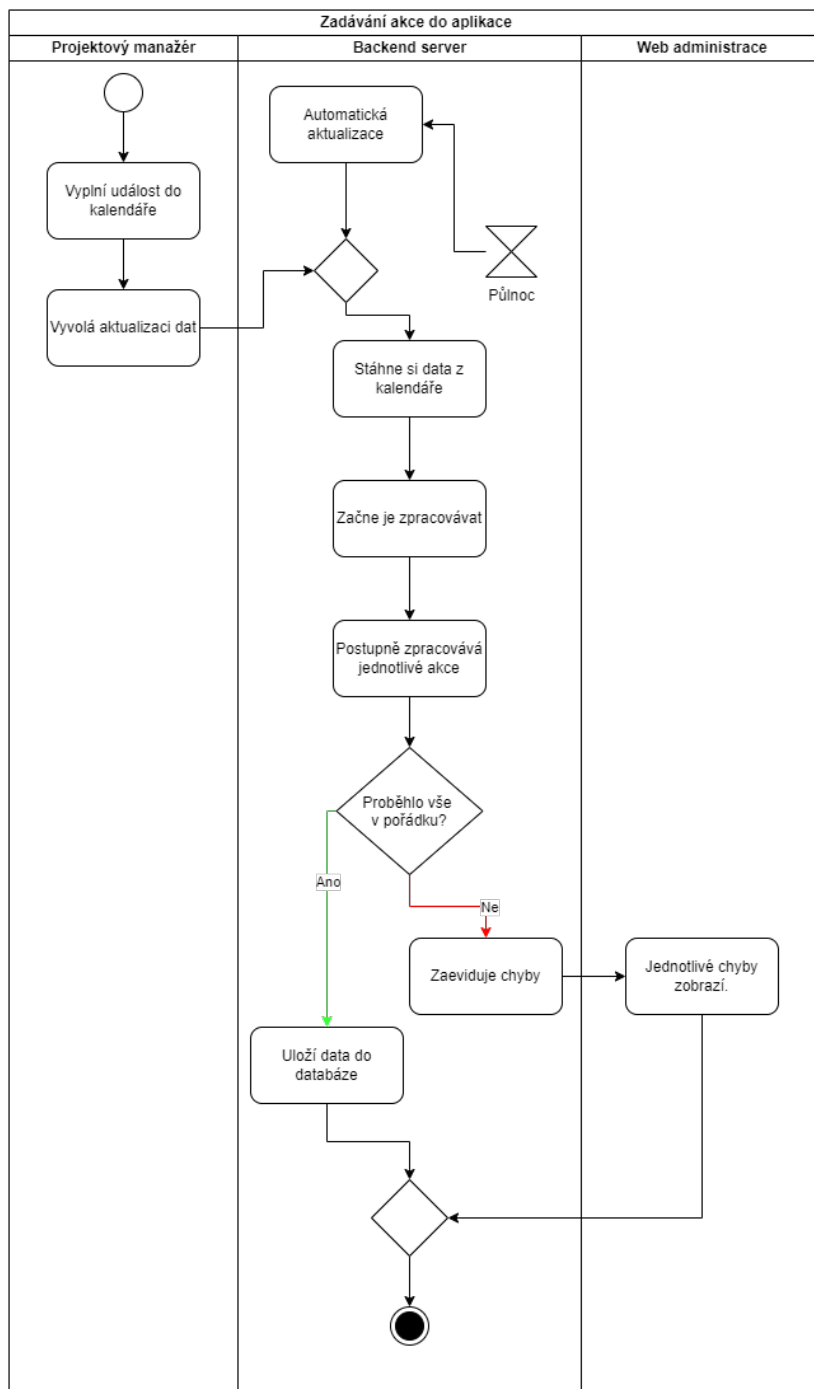 Zadávání akce do aplikace
Projektový manažér
Backend server
Web administrace
Automatická
aktualizace
Vyplní událost do
kalendáře
Půlnoc
Vyvolá aktualizaci dat
Stáhne si data z
kalendáře
Začne je zpracovávat
Postupně zpracovává
jednotlivé akce
Proběhlo vše
v pořádku?
Ano
Ne
Zaeviduje chyby
Jednotlivé chyby
zobrazí.
Uloží data do
databáze